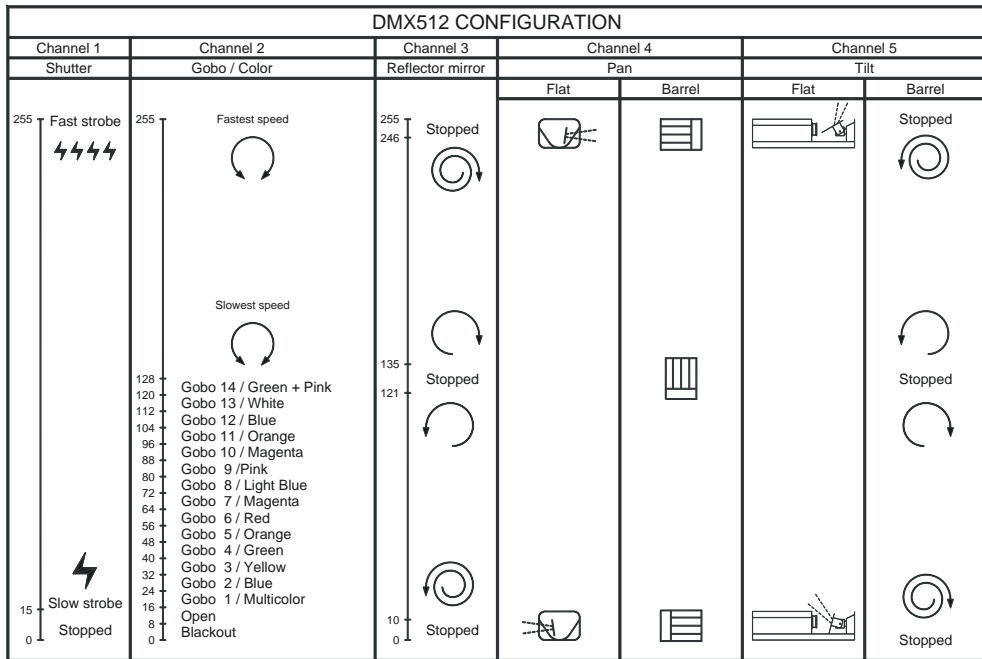 DMX512 CONFIGURATION
Channel 1 Channel 2 Channel 3 Channel 4 Channel 5
Shutter Gobo / Color Reflector mirror Pan Tilt
Flat Barrel Flat Barrel
255 Fast strobe
15 Slow strobe
0 Stopped
255 Fastest speed
Slowest speed
128
120 Gobo 14 / Green + Pink
112 Gobo 13 / White
104 Gobo 12 / Blue
96 Gobo 11 / Orange
88 Gobo 10 / Magenta
80 Gobo 9 /Pink
72 Gobo 8 / Light Blue
64 Gobo 7 / Magenta
56 Gobo 6 / Red
48 Gobo 5 / Orange
40 Gobo 4 / Green
32 Gobo 3 / Yellow
24 Gobo 2 / Blue
16 Gobo 1 / Multicolor
8 Open
0 Blackout
255
246 Stopped
135
Stopped
121
10
0 Stopped
Stopped
Stopped
Stopped